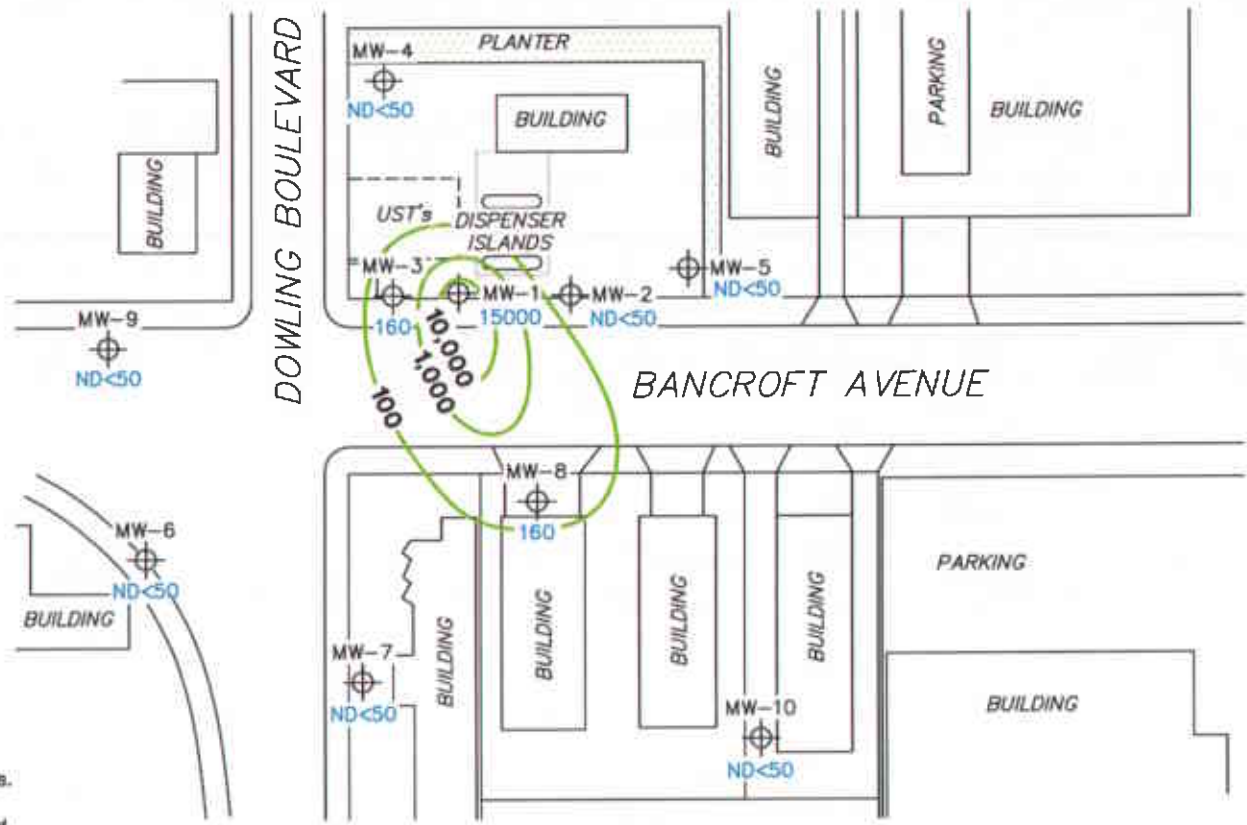 DOWLING BOULEVARD
PLANTER
MW-4
ND<50
BUILDING
BUILDING
PARKING
BUILDING
BUILDING
UST's
DISPENSER
ISLANDS
MW-3
160
MW-1
15000
MW-2
ND<50
MW-5
ND<50
MW-9
ND<50
10,000
1,000
100
BANCROFT AVENUE
MW-8
160
MW-6
ND<50
BUILDING
MW-7
ND<50
BUILDING
BUILDING
BUILDING
BUILDING
MW-10
ND<50
PARKING
BUILDING